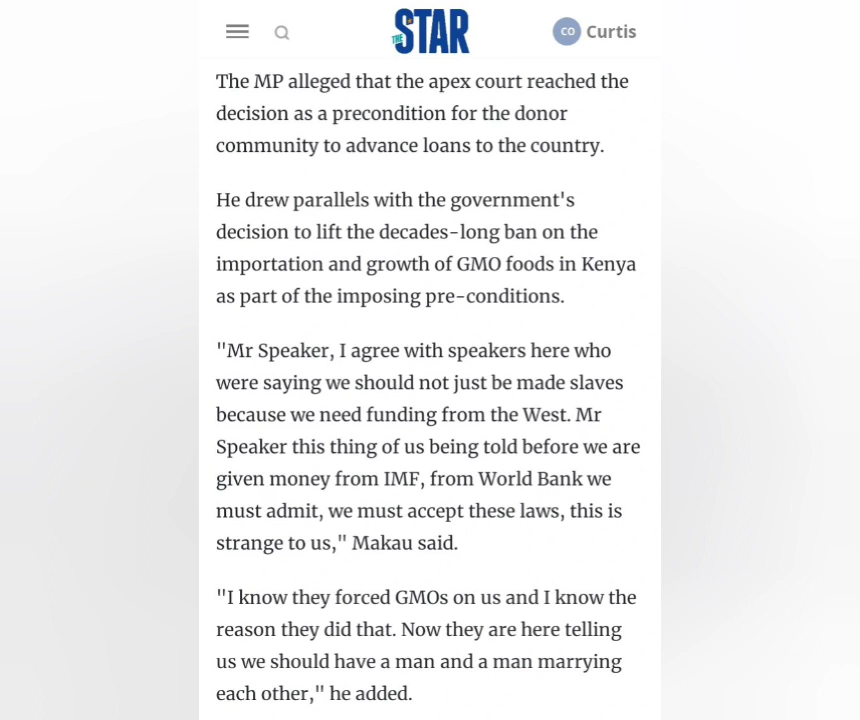 THE STAR
CO Curtis
The MP alleged that the apex court reached the
decision as a precondition for the donor
community to advance loans to the country.
He drew parallels with the government's
decision to lift the decades-long ban on the
importation and growth of GMO foods in Kenya
as part of the imposing pre-conditions.
"Mr Speaker, I agree with speakers here who
were saying we should not just be made slaves
because we need funding from the West. Mr
Speaker this thing of us being told before we are
given money from IMF, from World Bank we
must admit, we must accept these laws, this is
strange to us," Makau said.
"I know they forced GMOs on us and I know the
reason they did that. Now they are here telling
us we should have a man and a man marrying
each other," he added.